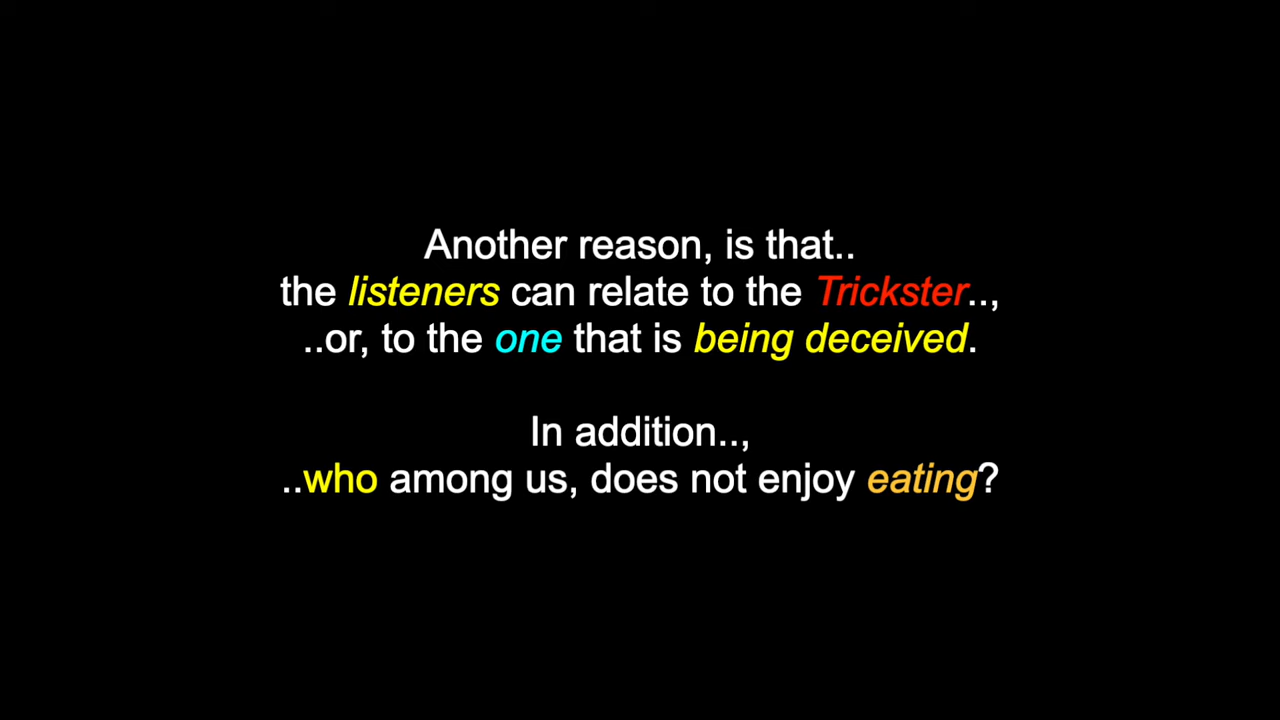 Another reason, is that..
the listeners can relate to the Trickster..,
..or, to the one that is being deceived.
In addition..,
..who among us, does not enjoy eating?